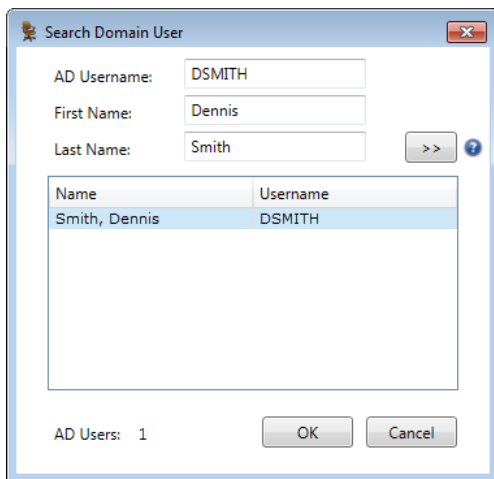 Search Domain User
AD Username: DSMITH
First Name: Dennis
Last Name: Smith >> ?
Name Username
Smith, Dennis DSMITH
AD Users: 1 OK Cancel